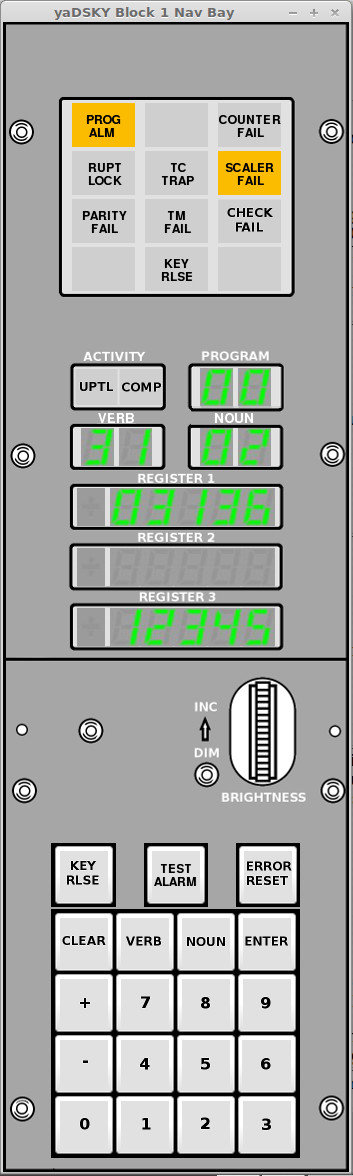 yaDSKY Block 1 Nav Bay
PROG
ALM
COUNTER
FAIL
RUPT
LOCK
TC
TRAP
SCALER
FAIL
PARITY
FAIL
TM
FAIL
CHECK
FAIL
KEY
RLSE
ACTIVITY
UPTL COMP
PROGRAM
00
VERB
31
NOUN
02
REGISTER 1
03136
REGISTER 2
REGISTER 3
12345
INC
DIM
BRIGHTNESS
KEY
RLSE
TEST
ALARM
ERROR
RESET
CLEAR VERB NOUN ENTER
+ 7 8 9
- 4 5 6
0 1 2 3